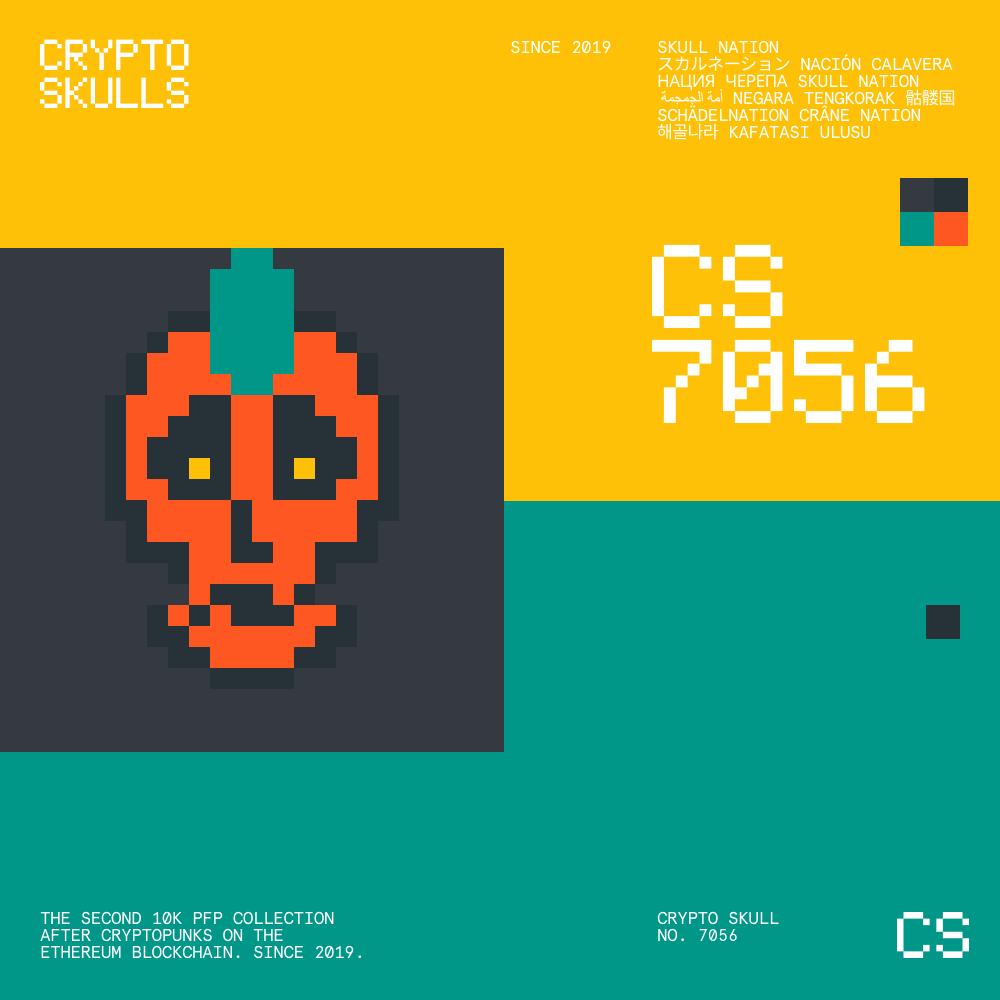 CRYPTO
SKULLS
SINCE 2019
SKULL NATION
スカルネーション NACIÓN CALAVERA
НАЦИЯ ЧЕРЕПА SKULL NATION
أمة الجمجمة NEGARA TENGKORAK 骷髏国
SCHÄDELNATION CRÂNE NATION
해골나라 KAFATASI ULUSU
CS
7056
THE SECOND 10K PFP COLLECTION
AFTER CRYPTOPUNKS ON THE
ETHEREUM BLOCKCHAIN. SINCE 2019.
CRYPTO SKULL
NO. 7056
CS